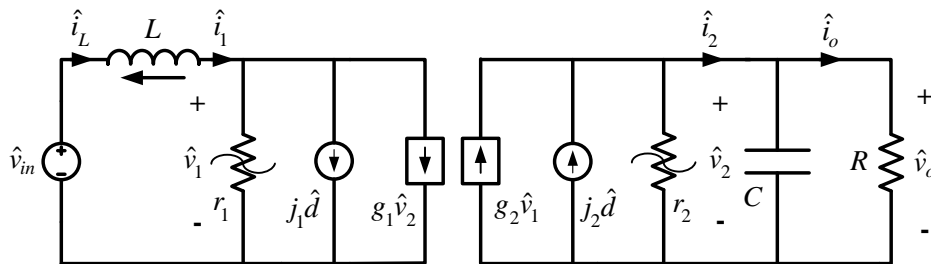 î_L L î_1 î_2 î_o
+ + +
v̂_in + - v̂_1 v̂_2 R v̂_o
r_1 j_1d̂ g_1v̂_2 g_2v̂_1 j_2d̂ r_2 C
- - -